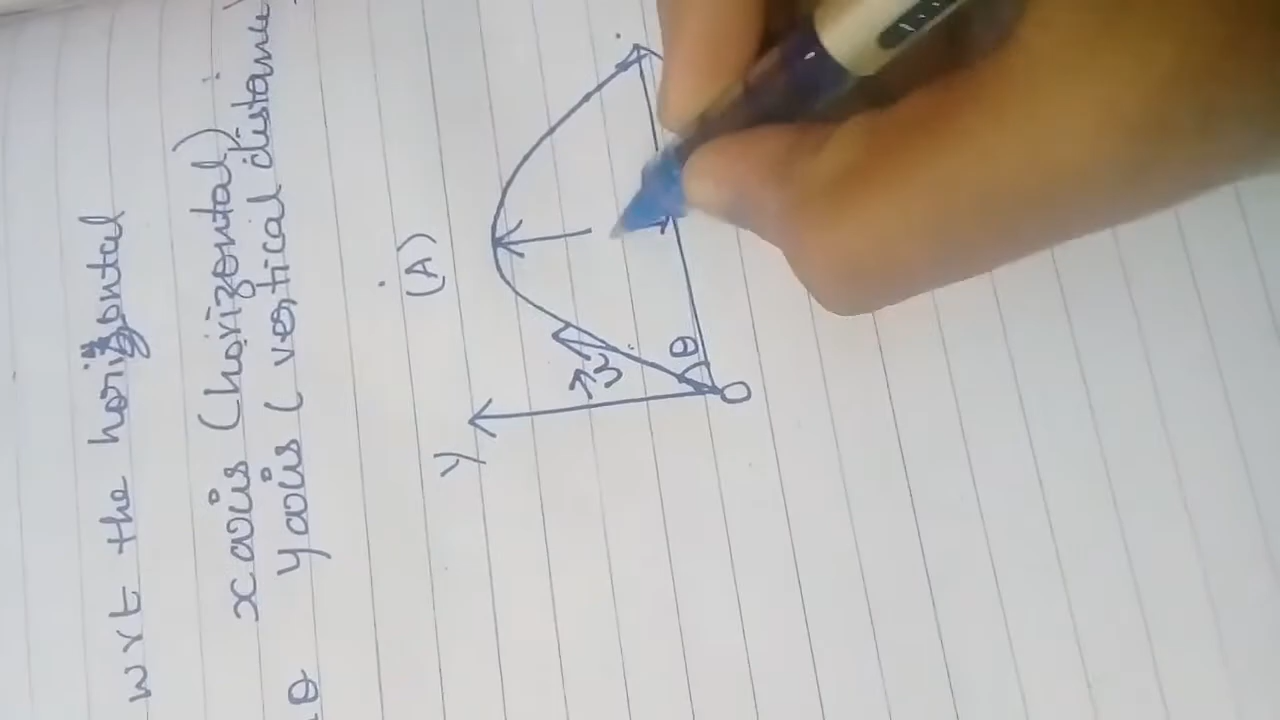 wrt the horizontal
x axis (horizontal)
θ y axis (vertical distance)
(A)
Y
u
θ
O